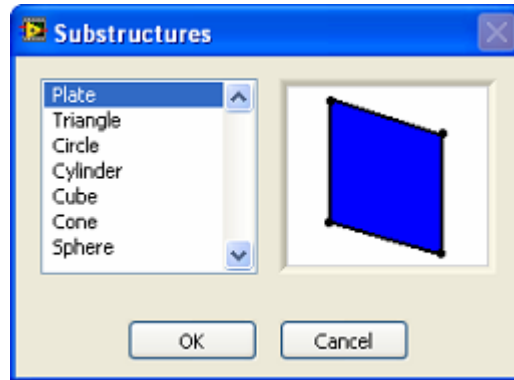 Substructures
Plate
Triangle
Circle
Cylinder
Cube
Cone
Sphere
OK
Cancel